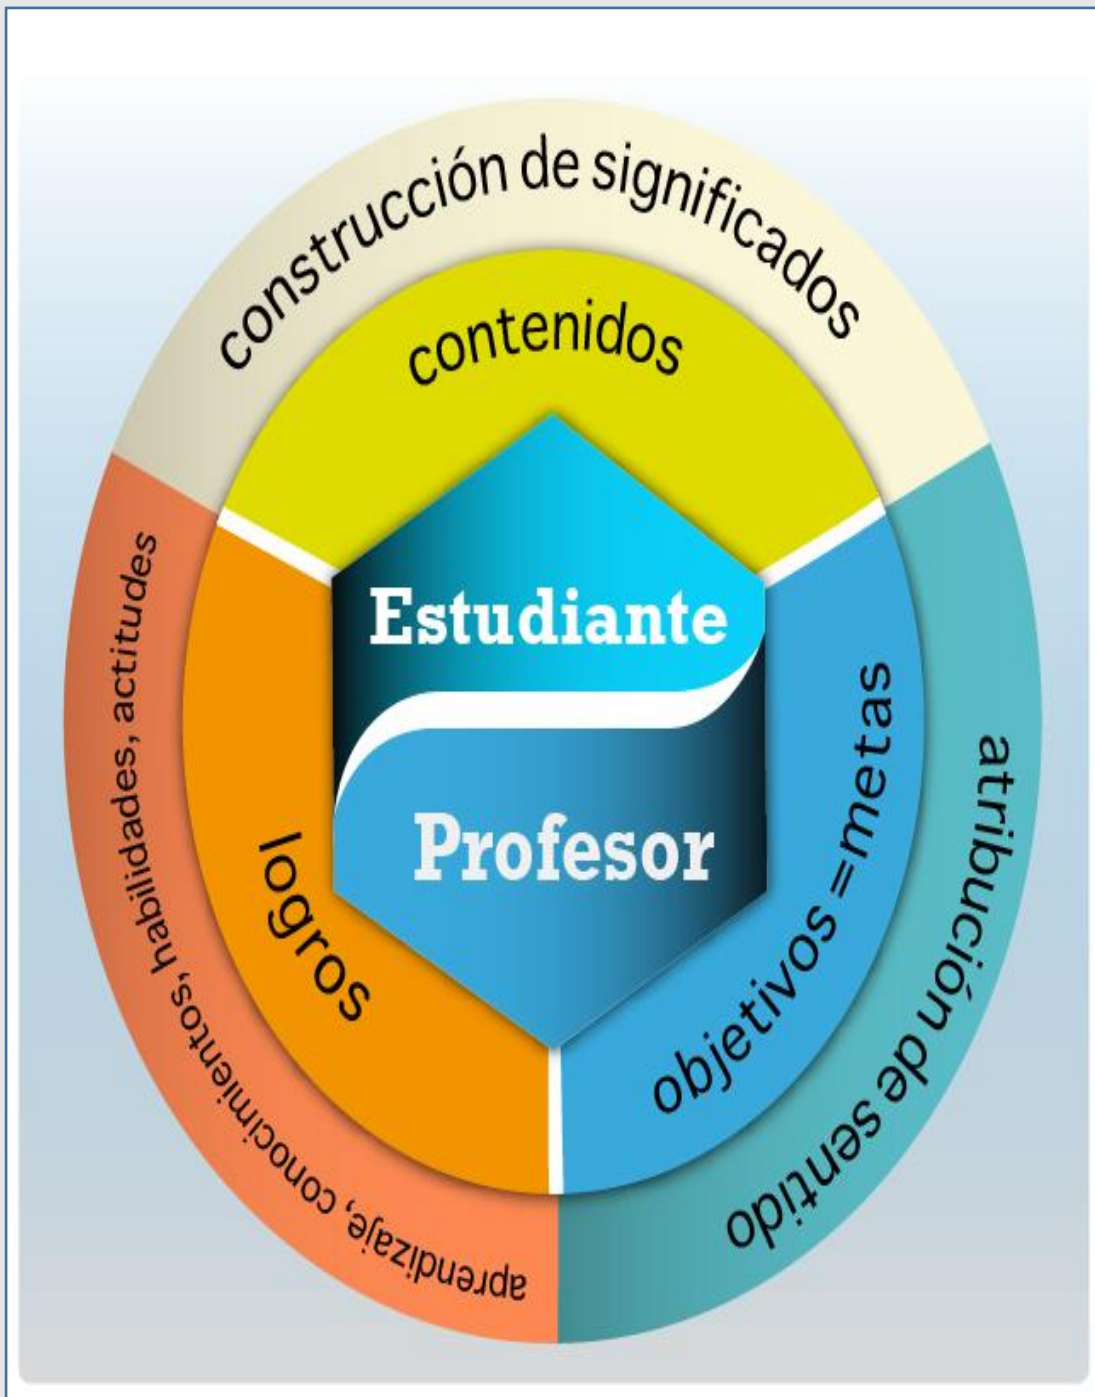 construcción de significados
contenidos
Estudiante
Profesor
logros
objetivos =metas
aprendizaje, conocimientos, habilidades, actitudes
atribución de sentido